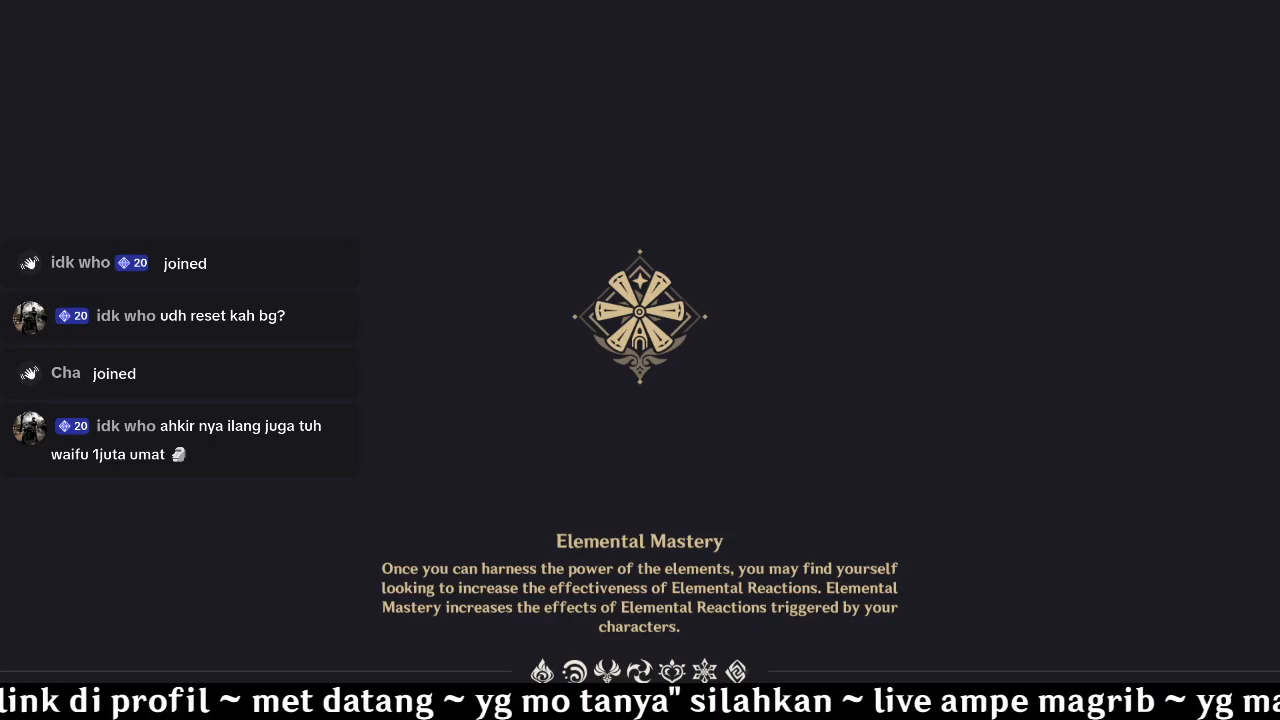 idk who 20 joined
20 idk who udh reset kah bg?
Cha joined
20 idk who ahkir nya ilang juga tuh
waifu 1juta umat 🗿
Elemental Mastery
Once you can harness the power of the elements, you may find yourself
looking to increase the effectiveness of Elemental Reactions. Elemental
Mastery increases the effects of Elemental Reactions triggered by your
characters.
link di profil ~ met datang ~ yg mo tanya" silahkan ~ live ampe magrib ~ yg ma